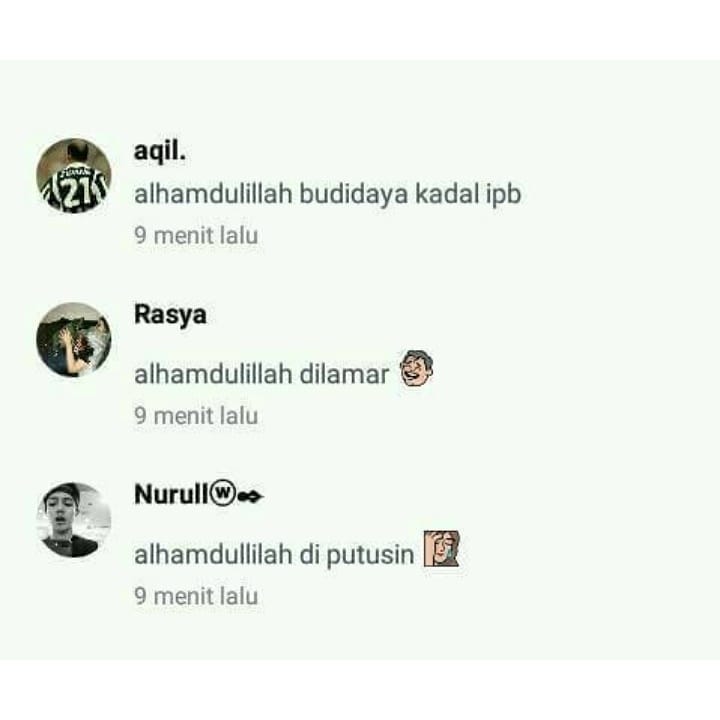 aqil.
alhamdulillah budidaya kadal ipb
9 menit lalu
Rasya
alhamdulillah dilamar
9 menit lalu
Nurullⓦ➻
alhamdullilah di putusin
9 menit lalu
21